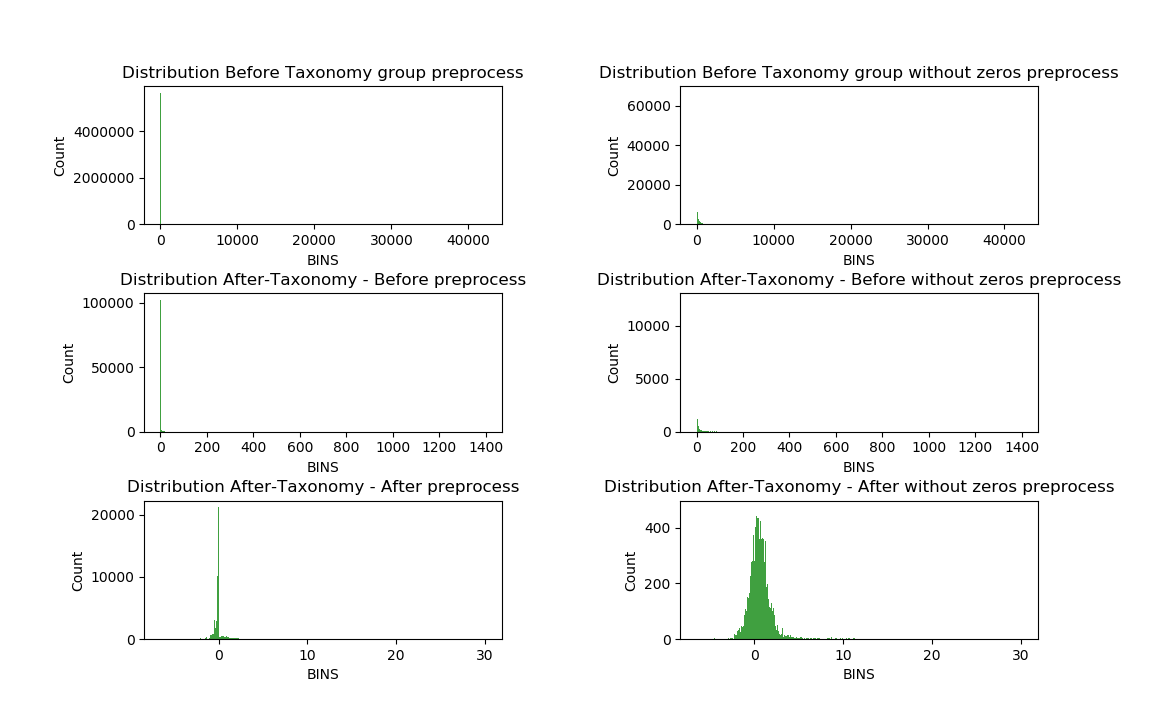 Distribution Before Taxonomy group preprocess
4000000
2000000
0
Count
0 10000 20000 30000 40000
BINS
Distribution Before Taxonomy group without zeros preprocess
60000
40000
20000
0
Count
0 10000 20000 30000 40000
BINS
Distribution After-Taxonomy - Before preprocess
100000
50000
0
Count
0 200 400 600 800 1000 1200 1400
BINS
Distribution After-Taxonomy - Before without zeros preprocess
10000
5000
0
Count
0 200 400 600 800 1000 1200 1400
BINS
Distribution After-Taxonomy - After preprocess
20000
10000
0
Count
0 10 20 30
BINS
Distribution After-Taxonomy - After without zeros preprocess
400
200
0
Count
0 10 20 30
BINS